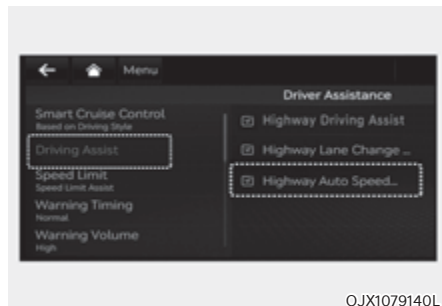 Menu
Driver Assistance
Smart Cruise Control
Based on Driving Style
Driving Assist
Speed Limit
Speed Limit Assist
Warning Timing
Normal
Warning Volume
High
Highway Driving Assist
Highway Lane Change ...
Highway Auto Speed...
OJX1079140L